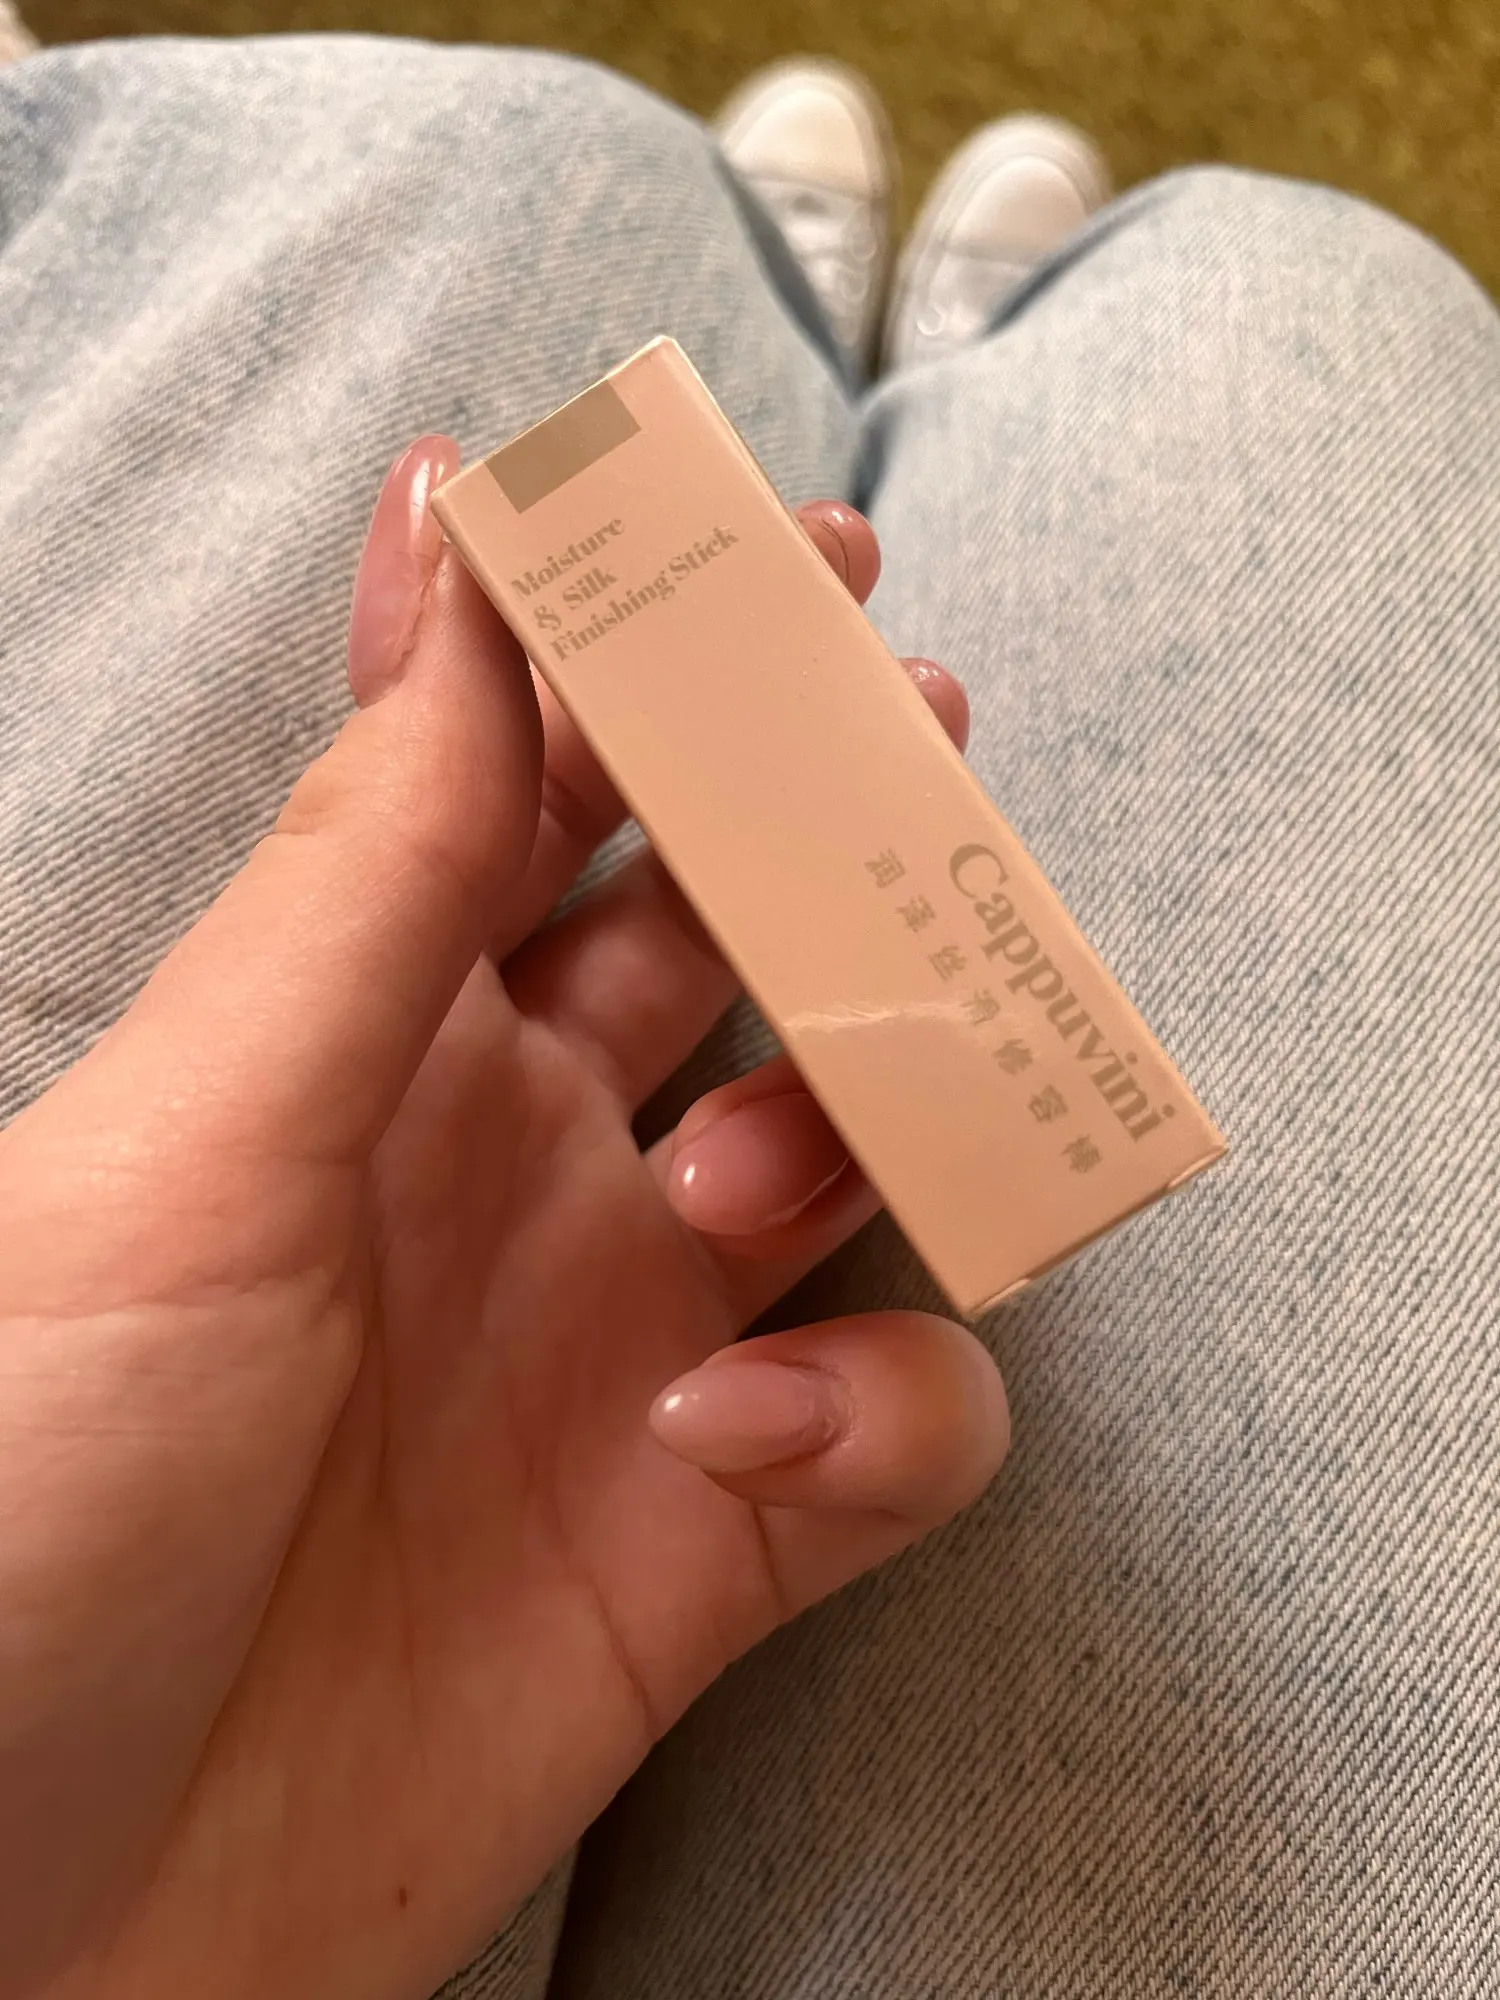 Moisture
& Silk
Finishing Stick
Cappuvini
润泽丝滑修容棒